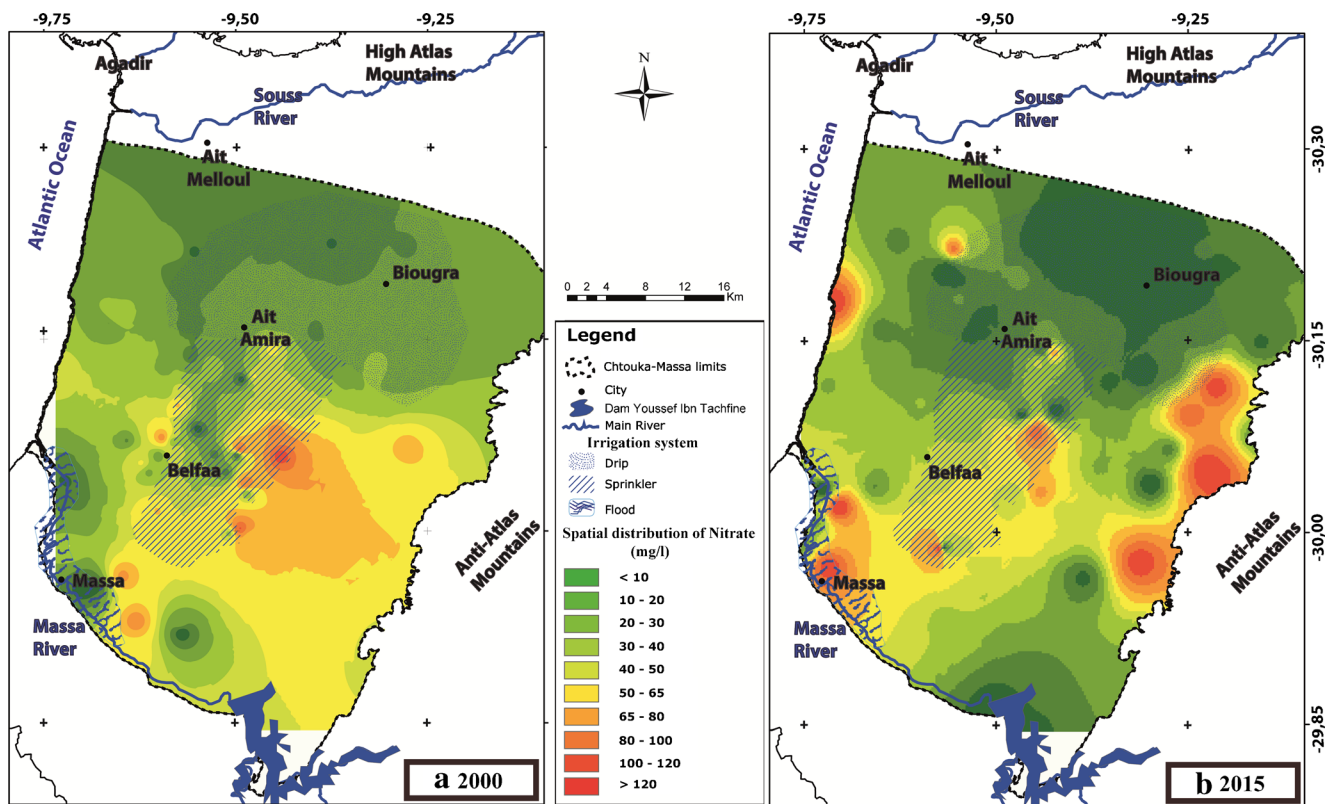 -9,75
-9,50
-9,25
-9,75
-9,50
-9,25
High Atlas
Mountains
Agadir
Souss
River
Ait
Melloul
Atlantic Ocean
Biougra
Ait
Amira
Belfaa
Massa
Massa
River
Anti-Atlas
Mountains
a 2000
N
0 2 4 8 12 16
Km
Legend
Chtouka-Massa limits
City
Dam Youssef Ibn Tachfine
Main River
Irrigation system
Drip
Sprinkler
Flood
Spatial distribution of Nitrate
(mg/l)
< 10
10 - 20
20 - 30
30 - 40
40 - 50
50 - 65
65 - 80
80 - 100
100 - 120
> 120
High Atlas
Mountains
Agadir
Souss
River
Ait
Melloul
Atlantic Ocean
Biougra
Ait
Amira
Belfaa
Massa
Massa
River
Anti-Atlas
Mountains
-30,30
-30,15
-30,00
-29,85
b 2015